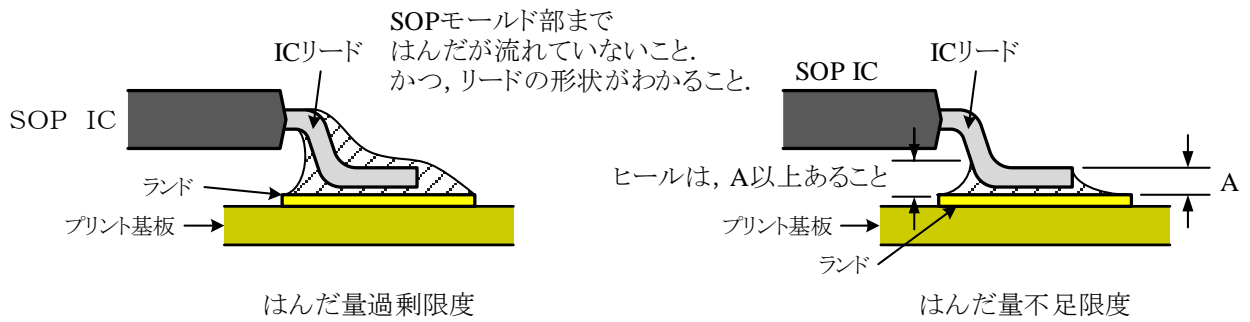 SOPモールド部まで
はんだが流れていないこと.
かつ, リードの形状がわかること.
ICリード
SOP IC
ランド
プリント基板
はんだ量過剰限度
ICリード
SOP IC
ヒールは, A以上あること
A
プリント基板
ランド
はんだ量不足限度